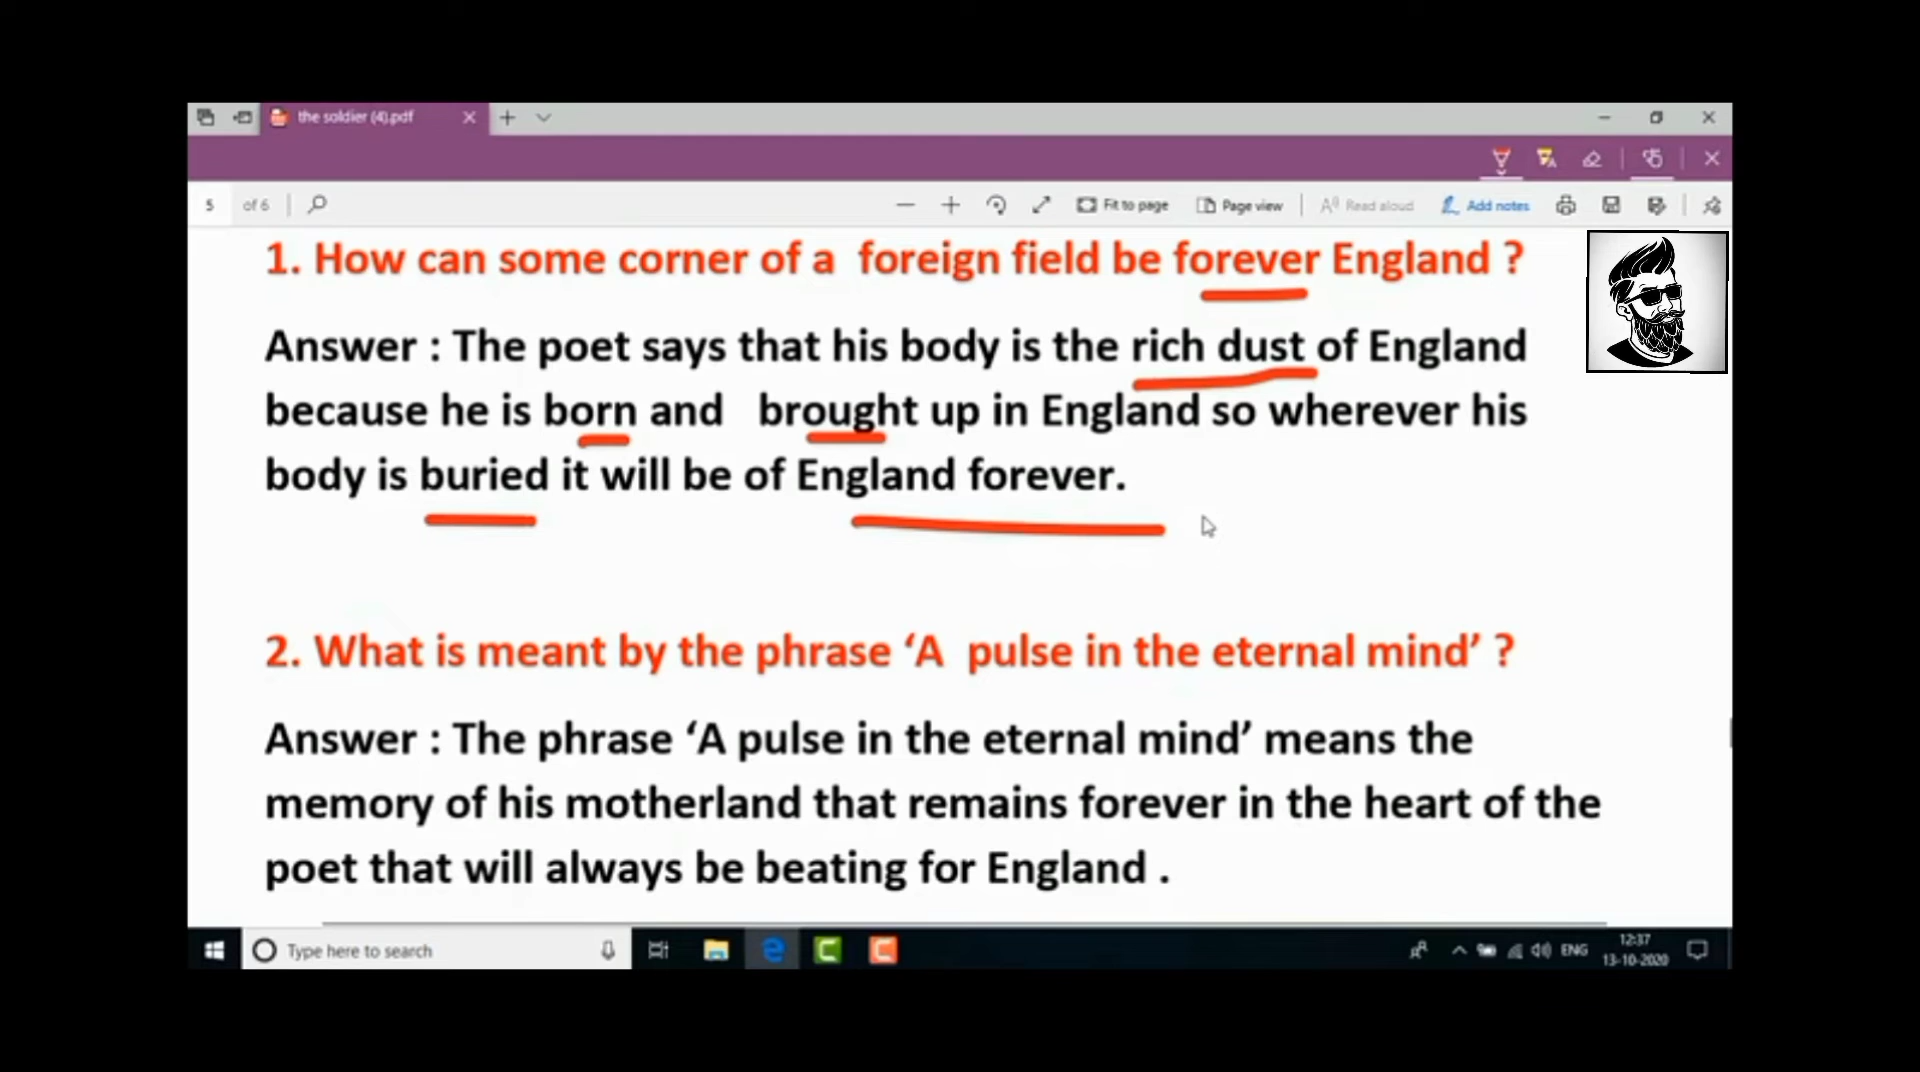 the soldier (4).pdf
5 of 6 Fit to page Page view Read aloud Add notes
1. How can some corner of a foreign field be forever England ?
Answer : The poet says that his body is the rich dust of England
because he is born and brought up in England so wherever his
body is buried it will be of England forever.
2. What is meant by the phrase ‘A pulse in the eternal mind’ ?
Answer : The phrase ‘A pulse in the eternal mind’ means the
memory of his motherland that remains forever in the heart of the
poet that will always be beating for England .
Type here to search ENG 12:37
13-10-2020